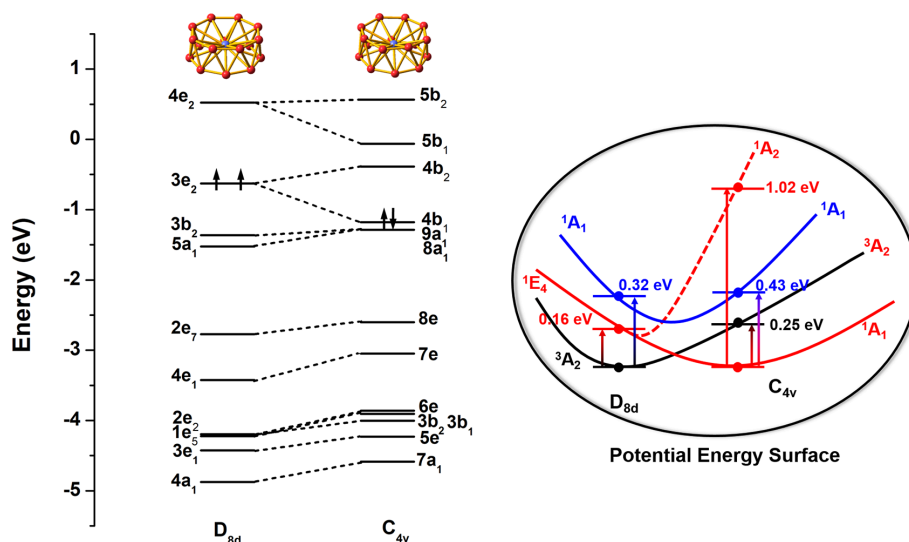 Energy (eV)
1
0
-1
-2
-3
-4
-5
4e₂
3e₂
3b₂
5a₁
2e₇
4e₁
2e₂
1e₅
3e₁
4a₁
D₈d
5b₂
5b₁
4b₂
4b₁
9a₁
8a₁
8e
7e
6e
3b₂ 3b₁
5e
7a₁
C₄ᵥ
¹A₂
1.02 eV
¹A₁
¹A₁
³A₂
¹E₄
0.32 eV
0.43 eV
0.16 eV
0.25 eV
³A₂
¹A₁
D₈d
C₄ᵥ
Potential Energy Surface